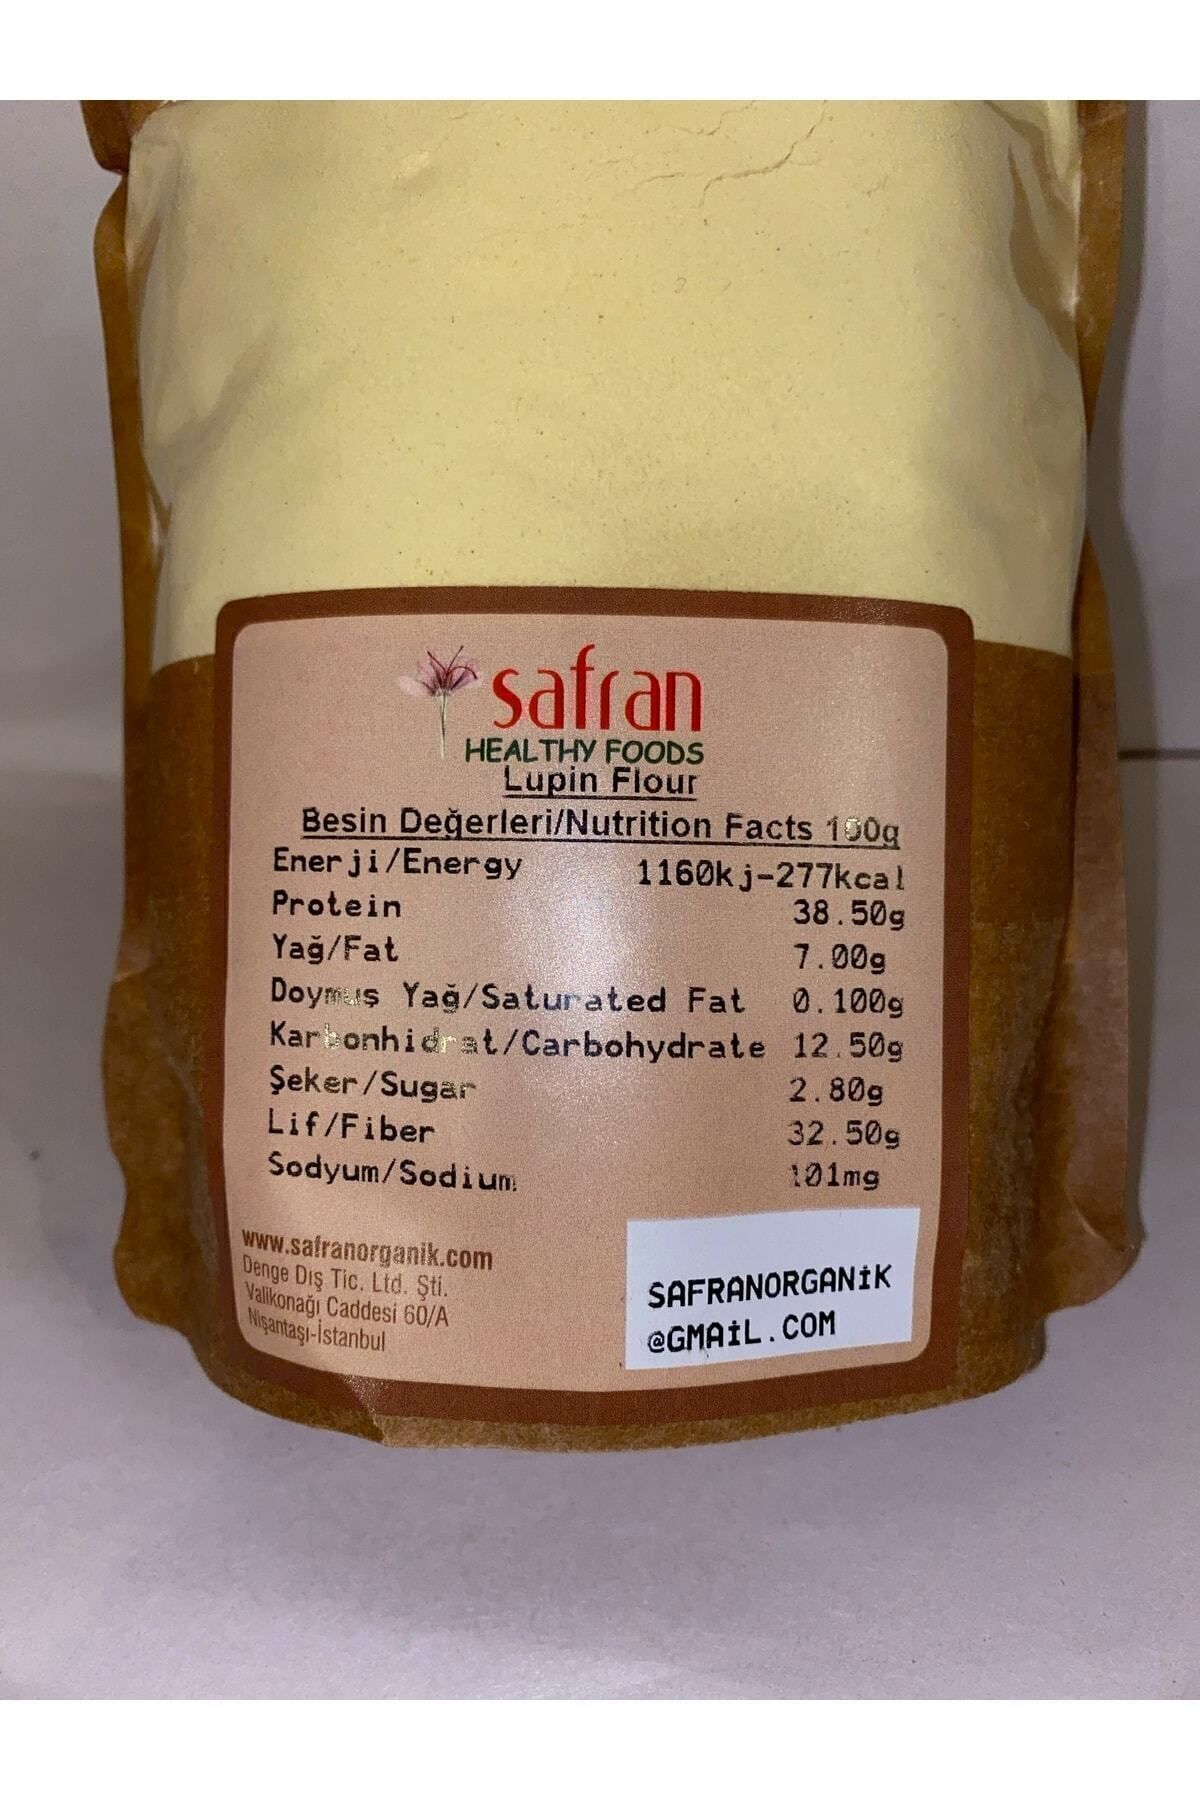 safran
HEALTHY FOODS
Lupin Flour
Besin Değerleri/Nutrition Facts 100g
Enerji/Energy 1160kj-277kcal
Protein 38.50g
Yağ/Fat 7.00g
Doymuş Yağ/Saturated Fat 0.100g
Karbonhidrat/Carbohydrate 12.50g
Şeker/Sugar 2.80g
Lif/Fiber 32.50g
Sodyum/Sodium 101mg
www.safranorganik.com
Denge Dış Tic. Ltd. Şti.
Valikonağı Caddesi 60/A
Nişantaşı-İstanbul
SAFRANORGANİK
@GMAİL.COM